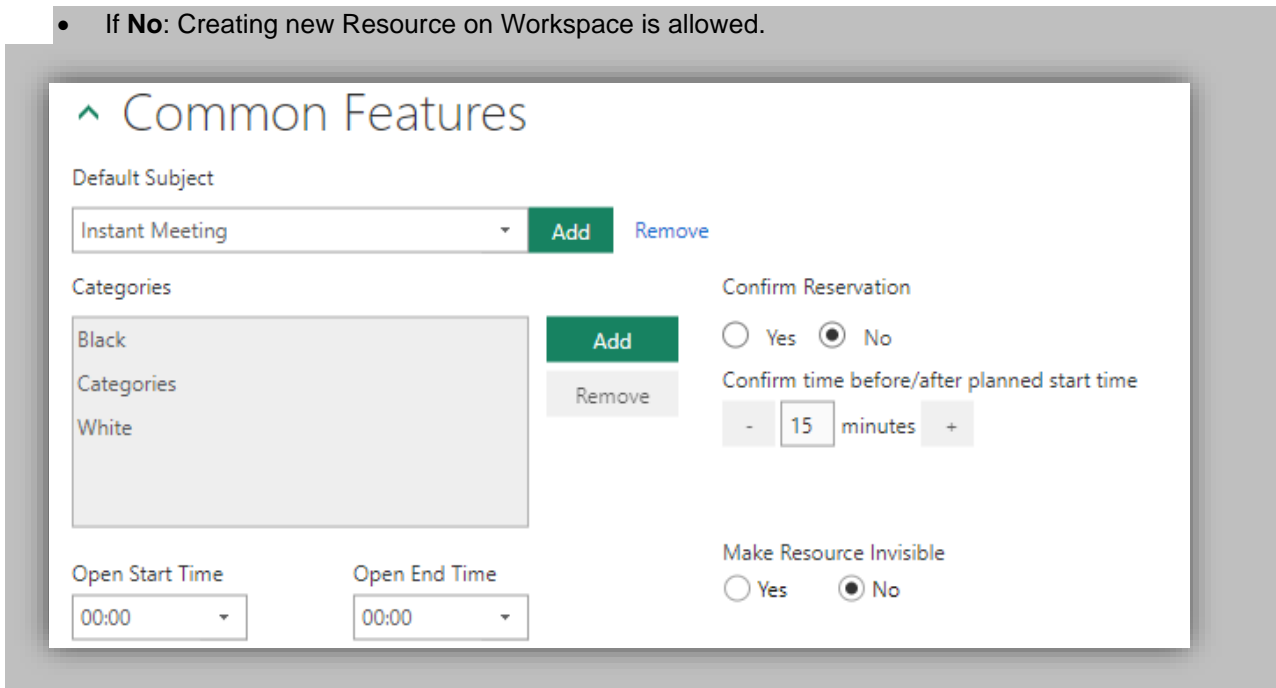 • If No: Creating new Resource on Workspace is allowed.
Common Features
Default Subject
Instant Meeting Add Remove
Categories
Black
Categories
White
Add
Remove
Confirm Reservation
Yes No
Confirm time before/after planned start time
- 15 minutes +
Open Start Time Open End Time
00:00 00:00
Make Resource Invisible
Yes No